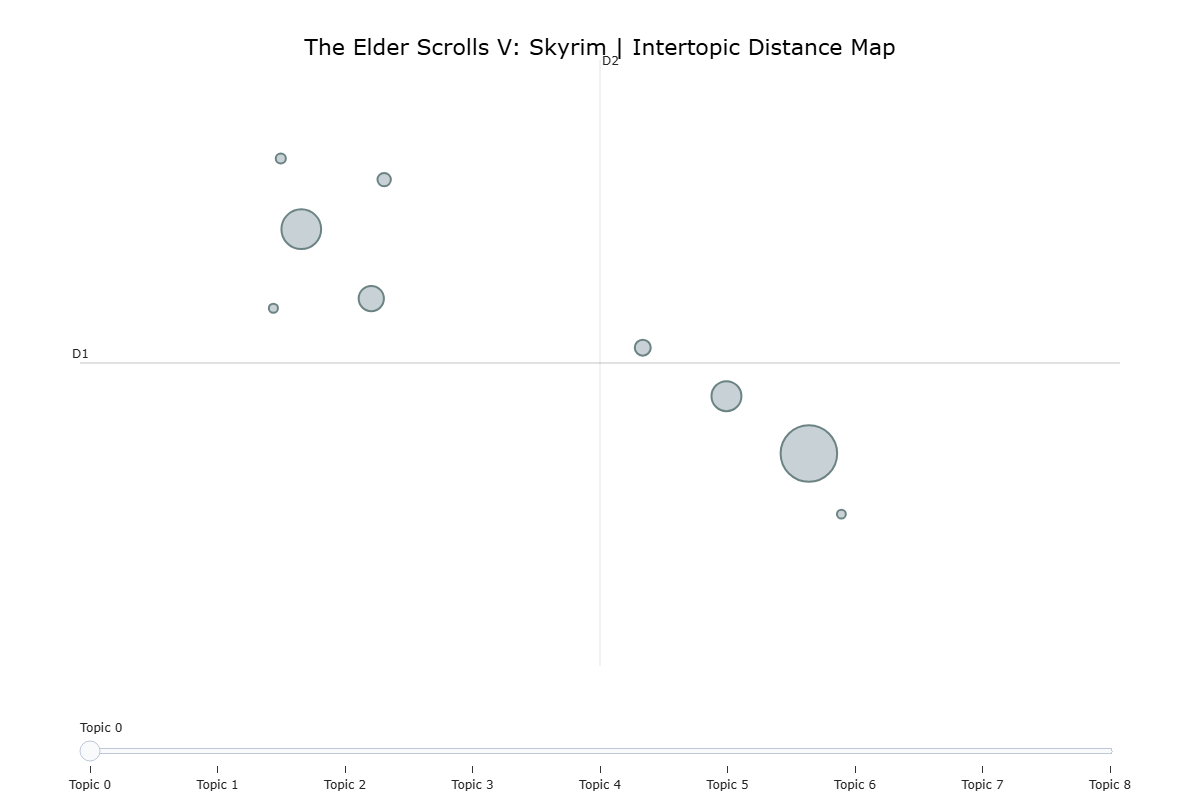 The Elder Scrolls V: Skyrim | Intertopic Distance Map
D2
D1
Topic 0
Topic 0 Topic 1 Topic 2 Topic 3 Topic 4 Topic 5 Topic 6 Topic 7 Topic 8